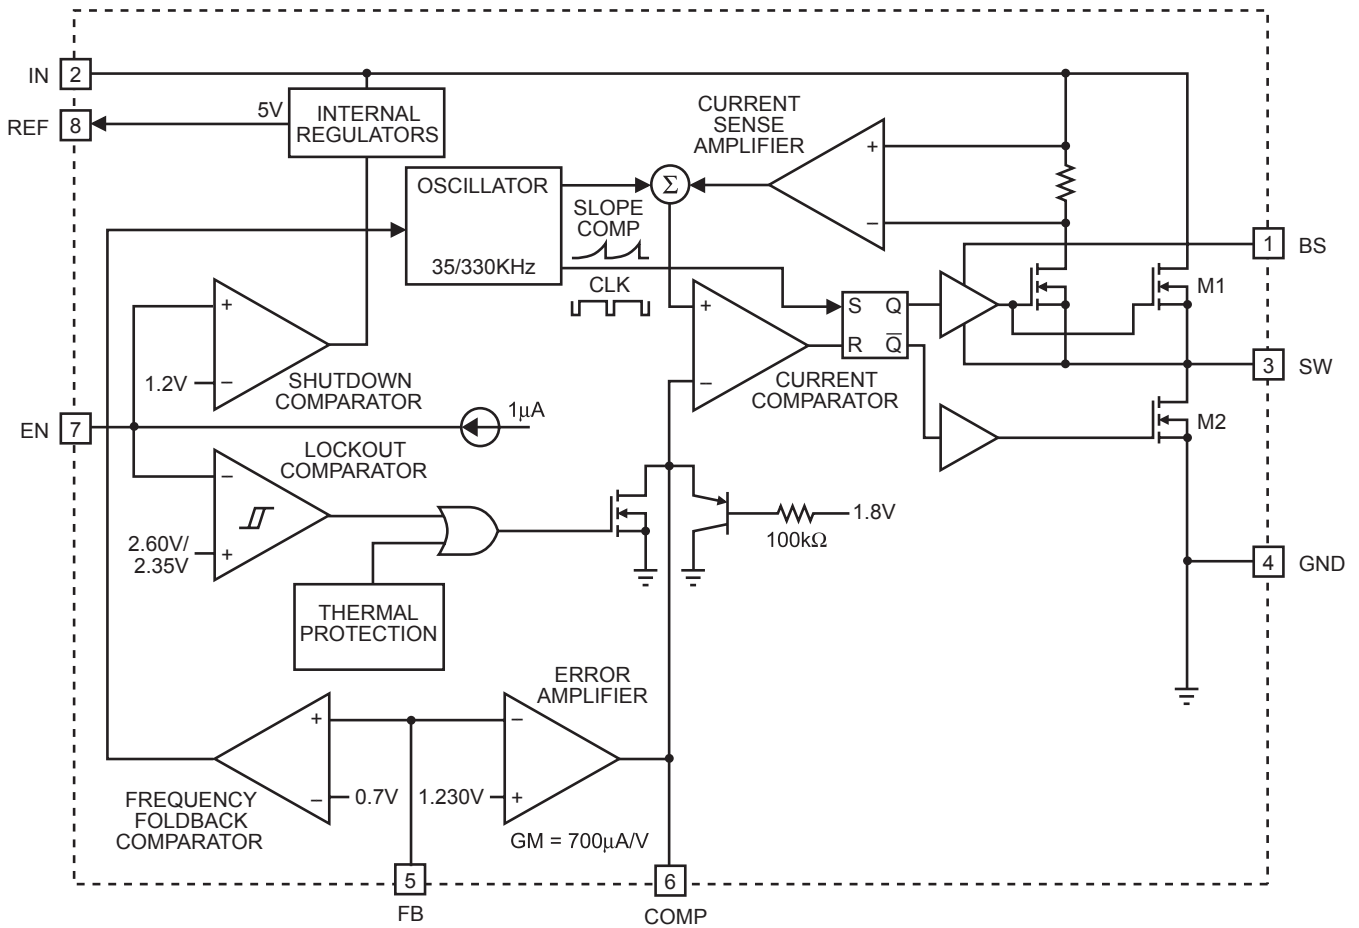 IN 2
REF 8
5V
INTERNAL
REGULATORS
CURRENT
SENSE
AMPLIFIER
+
−
OSCILLATOR
35/330KHz
Σ
SLOPE
COMP
CLK
1 BS
M1
+
−
1.2V
SHUTDOWN
COMPARATOR
+
−
CURRENT
COMPARATOR
S Q
R Q̅
3 SW
M2
EN 7
1μA
LOCKOUT
COMPARATOR
−
+
2.60V/
2.35V
1.8V
100kΩ
4 GND
THERMAL
PROTECTION
ERROR
AMPLIFIER
+
−
0.7V
−
+
1.230V
FREQUENCY
FOLDBACK
COMPARATOR
GM = 700μA/V
5
FB
6
COMP